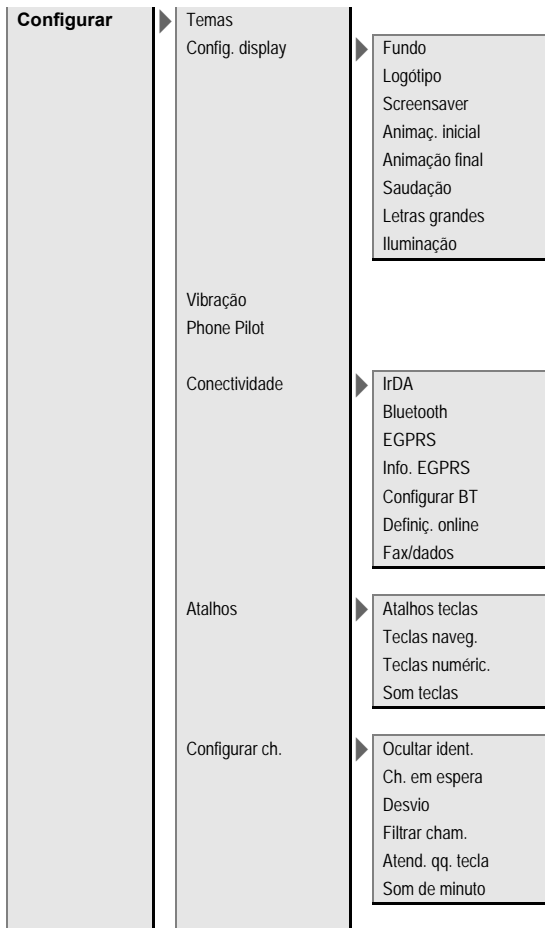 Configurar
Temas
Config. display
Fundo
Logótipo
Screensaver
Animaç. inicial
Animação final
Saudação
Letras grandes
Iluminação
Vibração
Phone Pilot
Conectividade
IrDA
Bluetooth
EGPRS
Info. EGPRS
Configurar BT
Definiç. online
Fax/dados
Atalhos
Atalhos teclas
Teclas naveg.
Teclas numéric.
Som teclas
Configurar ch.
Ocultar ident.
Ch. em espera
Desvio
Filtrar cham.
Atend. qq. tecla
Som de minuto